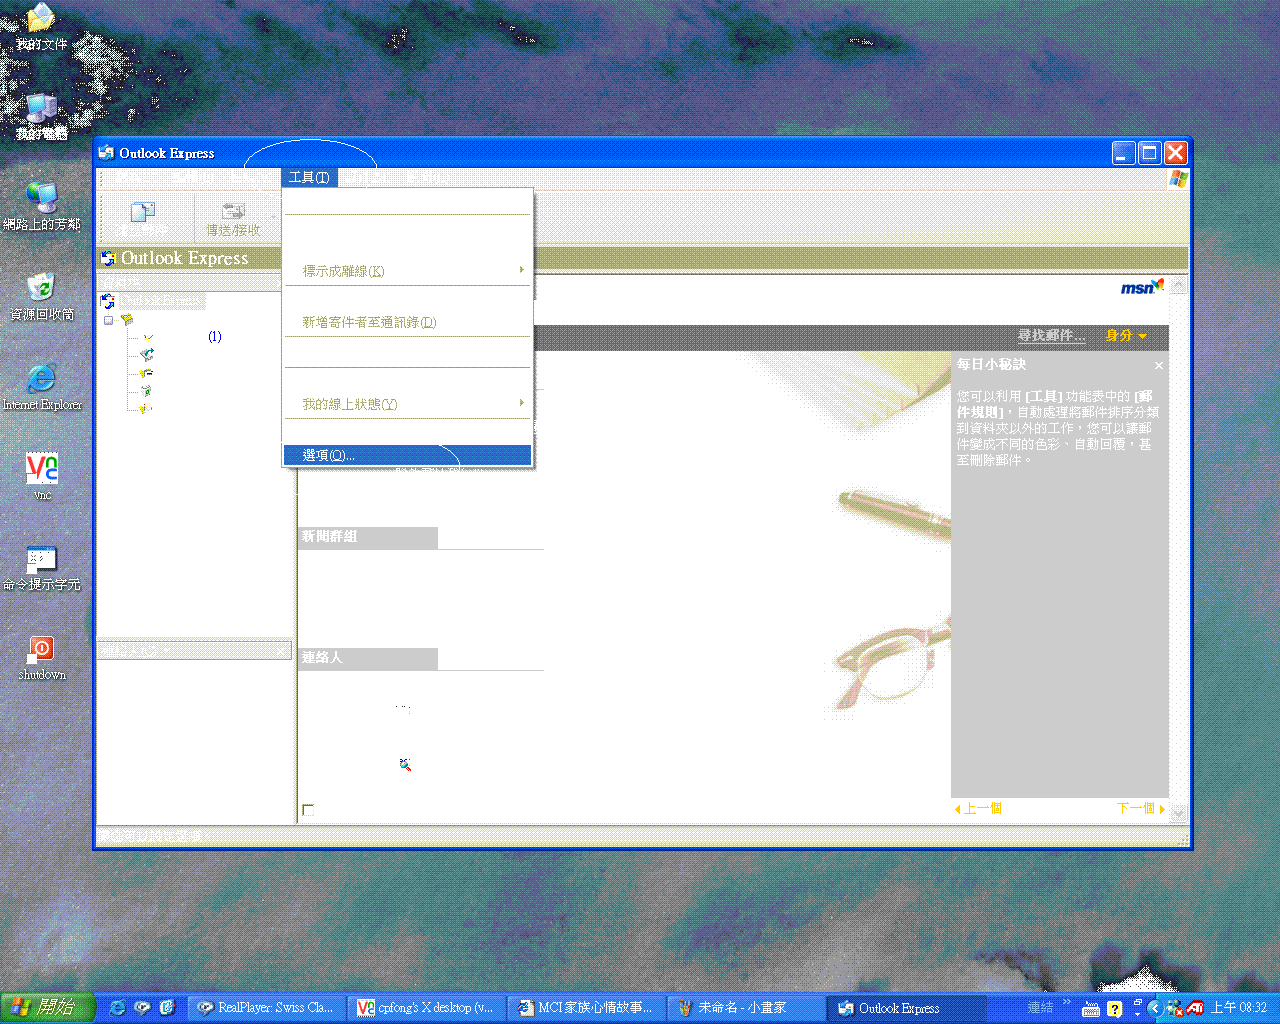 我的文件
我的電腦
網路上的芳鄰
資源回收筒
Internet Explorer
vnc
命令提示字元
shutdown
Outlook Express
工具(T)
傳送/接收
Outlook Express
Outlook Express
(1)
標示成離線(K)
新增寄件者至通訊錄(D)
我的線上狀態(Y)
選項(O)...
msn
尋找郵件...
身分
每日小秘訣
您可以利用 [工具] 功能表中的 [郵
件規則]，自動處理將郵件排序分類
到資料夾以外的工作，您可以讓郵
件變成不同的色彩、自動回覆，甚
至刪除郵件。
新聞群組
連絡人
上一個
下一個
開始
RealPlayer: Swiss Cla...
cpfong's X desktop (v...
MCI 家族心情故事...
未命名 - 小畫家
Outlook Express
連結
上午 08:32